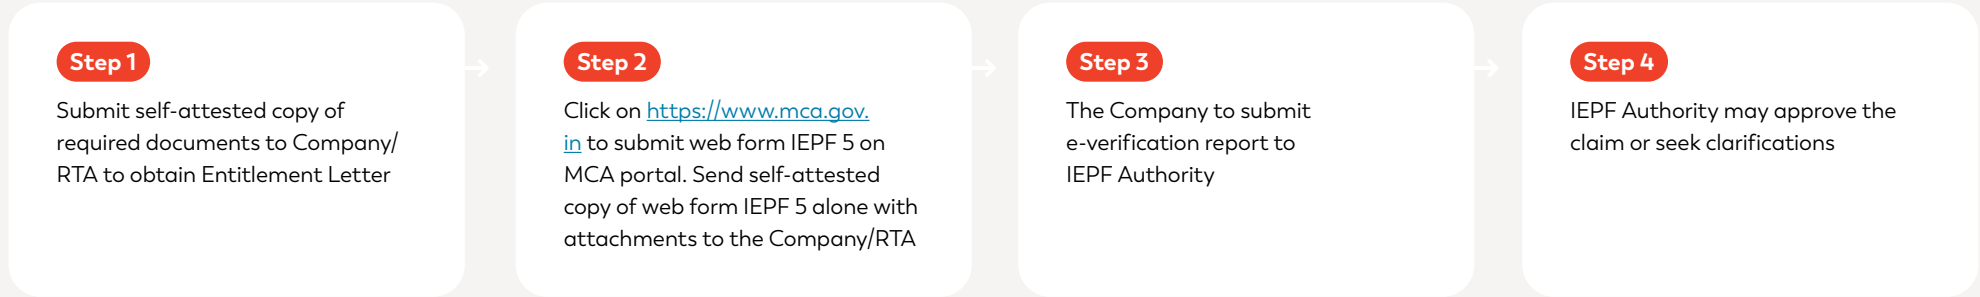 Step 1
Submit self-attested copy of
required documents to Company/
RTA to obtain Entitlement Letter
Step 2
Click on https://www.mca.gov.
in to submit web form IEPF 5 on
MCA portal. Send self-attested
copy of web form IEPF 5 alone with
attachments to the Company/RTA
Step 3
The Company to submit
e-verification report to
IEPF Authority
Step 4
IEPF Authority may approve the
claim or seek clarifications